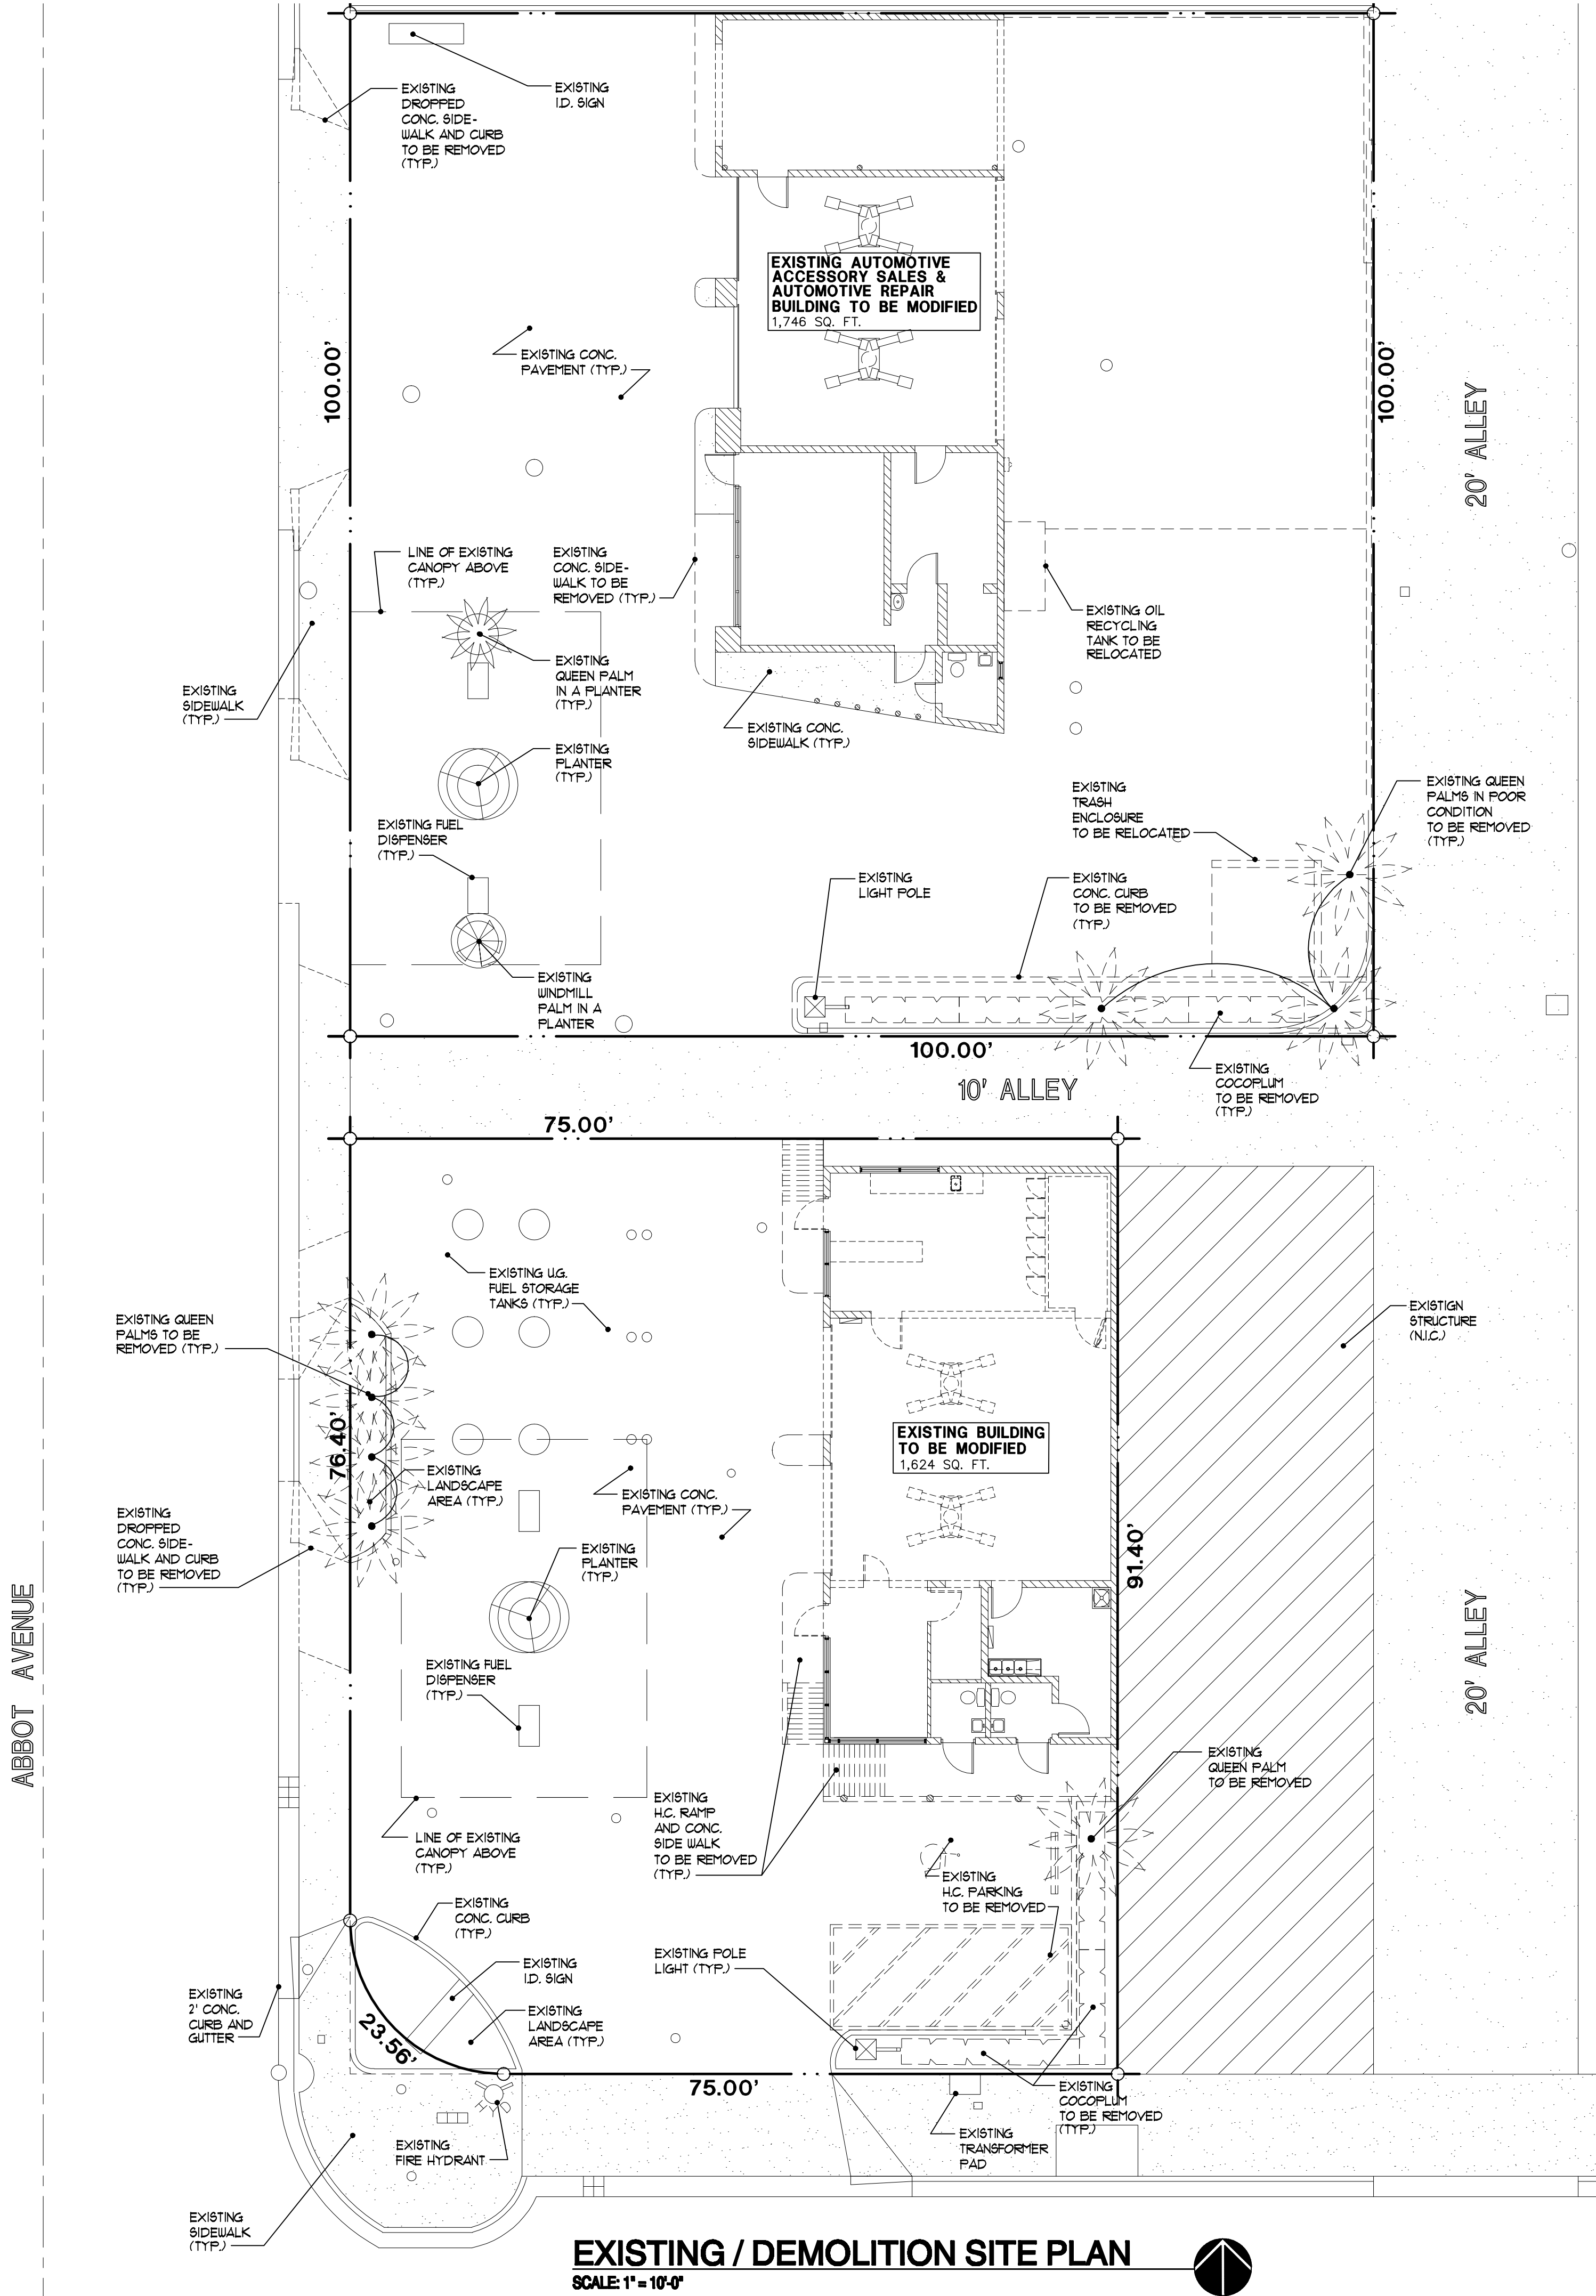 EXISTING
DROPPED
CONC. SIDE-
WALK AND CURB
TO BE REMOVED
(TYP.)
EXISTING
I.D. SIGN
EXISTING AUTOMOTIVE
ACCESSORY SALES &
AUTOMOTIVE REPAIR
BUILDING TO BE MODIFIED
1,746 SQ. FT.
100.00'
EXISTING CONC.
PAVEMENT (TYP.)
100.00'
20' ALLEY
LINE OF EXISTING
CANOPY ABOVE
(TYP.)
EXISTING
CONC. SIDE-
WALK TO BE
REMOVED (TYP.)
EXISTING OIL
RECYCLING
TANK TO BE
RELOCATED
EXISTING
SIDEWALK
(TYP.)
EXISTING
QUEEN PALM
IN A PLANTER
(TYP.)
EXISTING CONC.
SIDEWALK (TYP.)
EXISTING
PLANTER
(TYP.)
EXISTING FUEL
DISPENSER
(TYP.)
EXISTING
TRASH
ENCLOSURE
TO BE RELOCATED
EXISTING QUEEN
PALMS IN POOR
CONDITION
TO BE REMOVED
(TYP.)
EXISTING
LIGHT POLE
EXISTING
CONC. CURB
TO BE REMOVED
(TYP.)
EXISTING
WINDMILL
PALM IN A
PLANTER
100.00'
10' ALLEY
EXISTING
COCOPLUM
TO BE REMOVED
(TYP.)
75.00'
EXISTING U.G.
FUEL STORAGE
TANKS (TYP.)
EXISTING QUEEN
PALMS TO BE
REMOVED (TYP.)
EXISTIGN
STRUCTURE
(N.I.C.)
76.40'
EXISTING BUILDING
TO BE MODIFIED
1,624 SQ. FT.
EXISTING
LANDSCAPE
AREA (TYP.)
EXISTING CONC.
PAVEMENT (TYP.)
EXISTING
DROPPED
CONC. SIDE-
WALK AND CURB
TO BE REMOVED
(TYP.)
EXISTING
PLANTER
(TYP.)
91.40'
ABBOT AVENUE
20' ALLEY
EXISTING FUEL
DISPENSER
(TYP.)
EXISTING
QUEEN PALM
TO BE REMOVED
LINE OF EXISTING
CANOPY ABOVE
(TYP.)
EXISTING
H.C. RAMP
AND CONC.
SIDE WALK
TO BE REMOVED
(TYP.)
EXISTING
H.C. PARKING
TO BE REMOVED
EXISTING
CONC. CURB
(TYP.)
EXISTING
I.D. SIGN
EXISTING POLE
LIGHT (TYP.)
EXISTING
2' CONC.
CURB AND
GUTTER
EXISTING
LANDSCAPE
AREA (TYP.)
23.56'
75.00'
EXISTING
COCOPLUM
TO BE REMOVED
(TYP.)
EXISTING
FIRE HYDRANT
EXISTING
TRANSFORMER
PAD
EXISTING
SIDEWALK
(TYP.)
EXISTING / DEMOLITION SITE PLAN
SCALE: 1" = 10'-0"